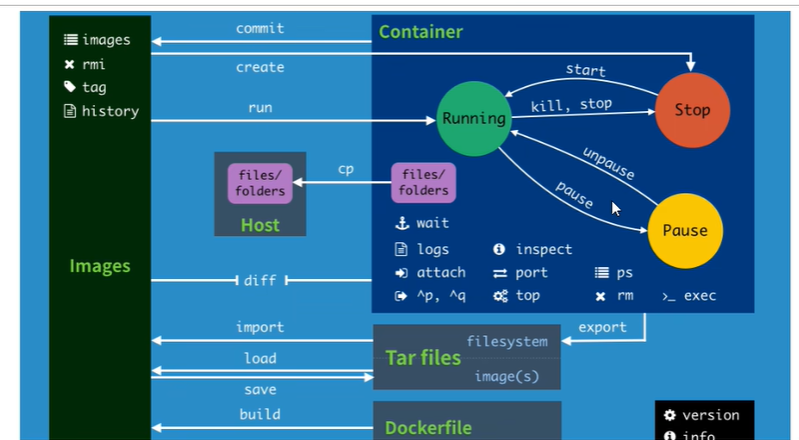 images
rmi
tag
history
Images
commit
create
run
cp
files/
folders
Host
files/
folders
diff
import
load
save
build
Container
Running
start
kill, stop
Stop
unpause
pause
Pause
wait
logs
inspect
attach
port
ps
^p, ^q
top
rm
>_ exec
export
filesystem
Tar files
image(s)
Dockerfile
version
info